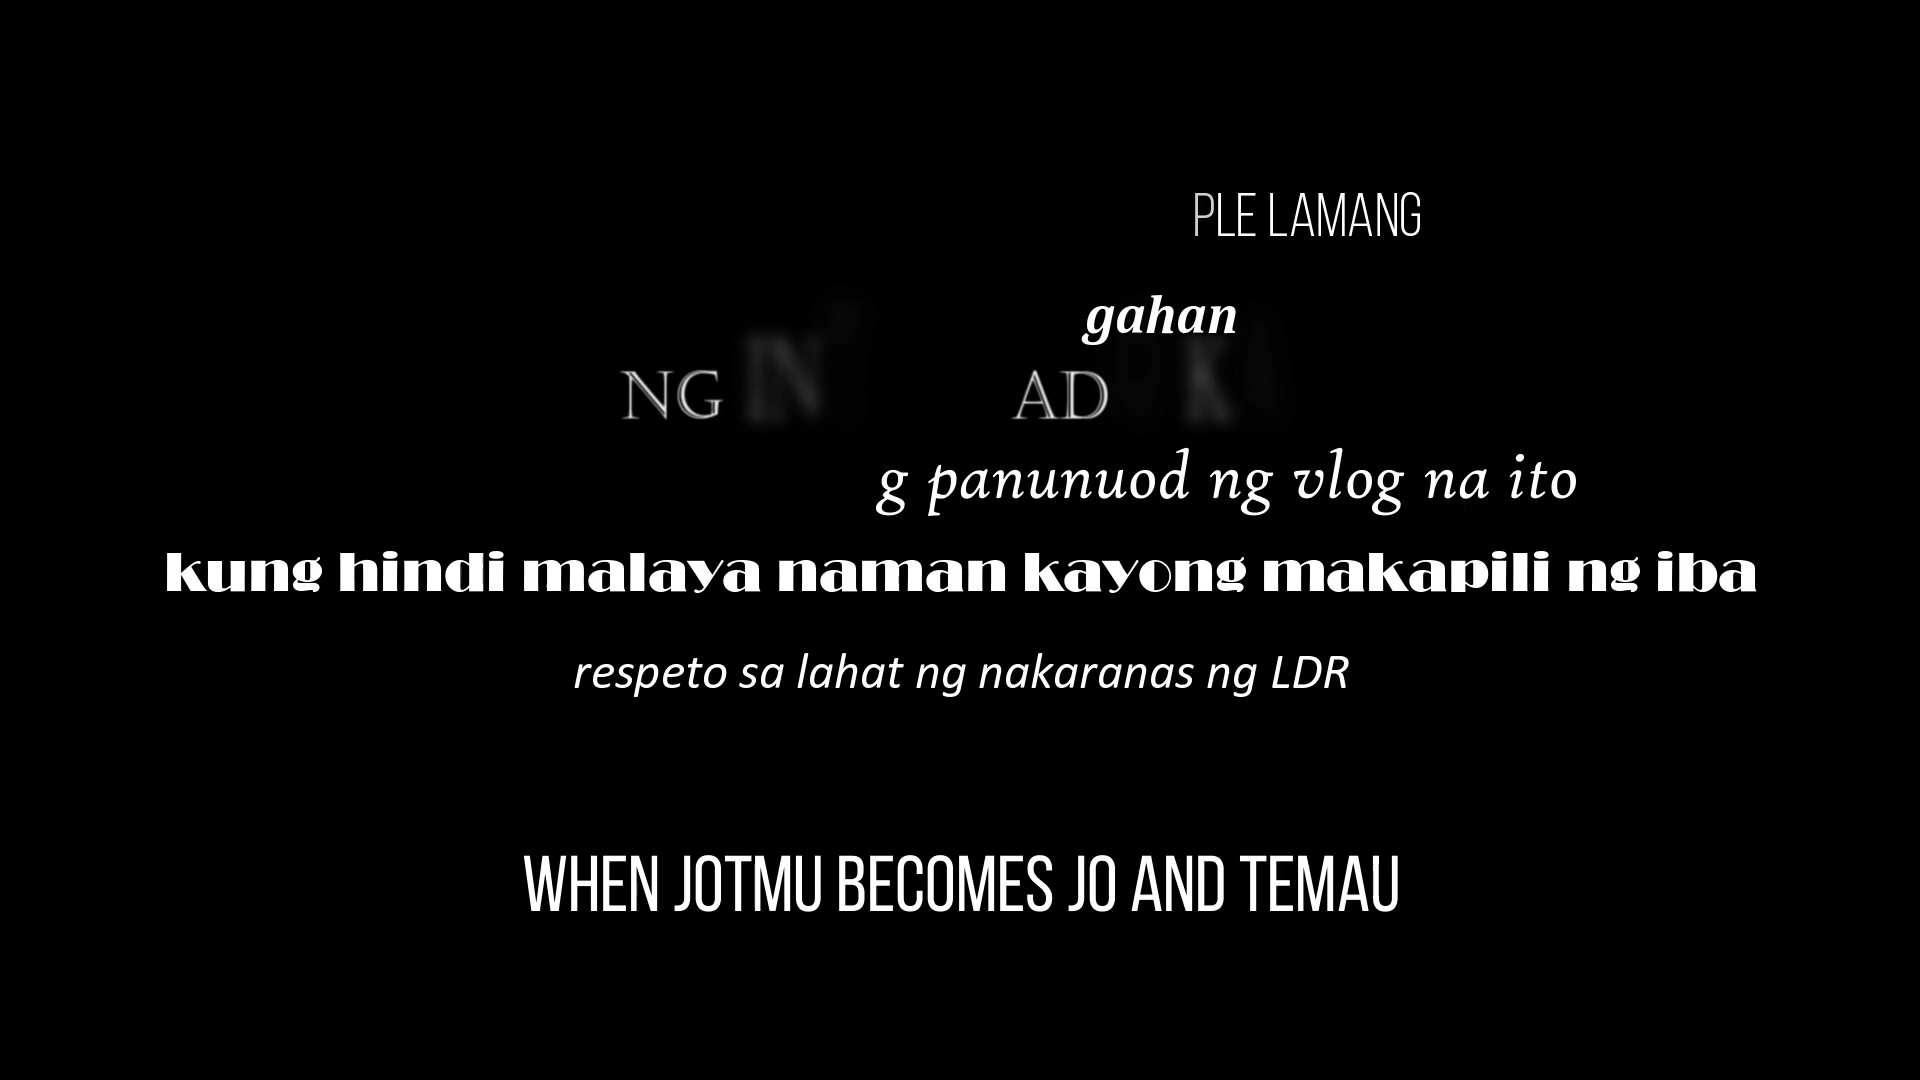 PLE LAMANG
gahan
NG IN AD K
g panunuod ng vlog na ito
kung hindi malaya naman kayong makapili ng iba
respeto sa lahat ng nakaranas ng LDR
WHEN JOTMU BECOMES JO AND TEMAU